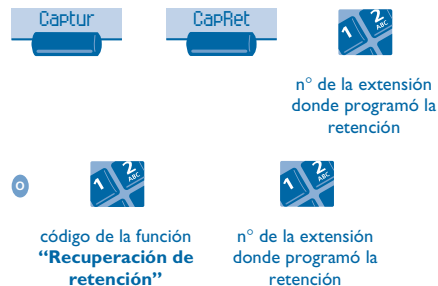 Captur CapRet 1 2 ABC
n° de la extensión
donde programó la
retención
o 1 2 ABC 1 2 ABC
código de la función
“Recuperación de
retención”
n° de la extensión
donde programó la
retención